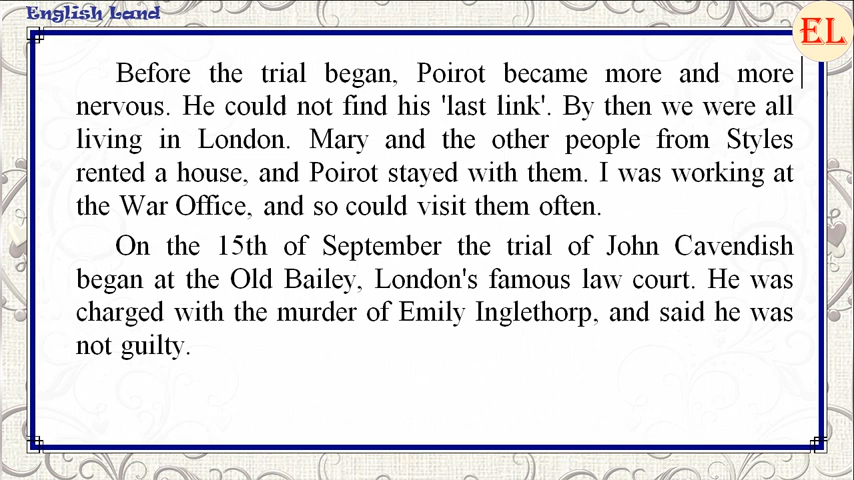 English Land
EL
Before the trial began, Poirot became more and more
nervous. He could not find his 'last link'. By then we were all
living in London. Mary and the other people from Styles
rented a house, and Poirot stayed with them. I was working at
the War Office, and so could visit them often.
On the 15th of September the trial of John Cavendish
began at the Old Bailey, London's famous law court. He was
charged with the murder of Emily Inglethorp, and said he was
not guilty.